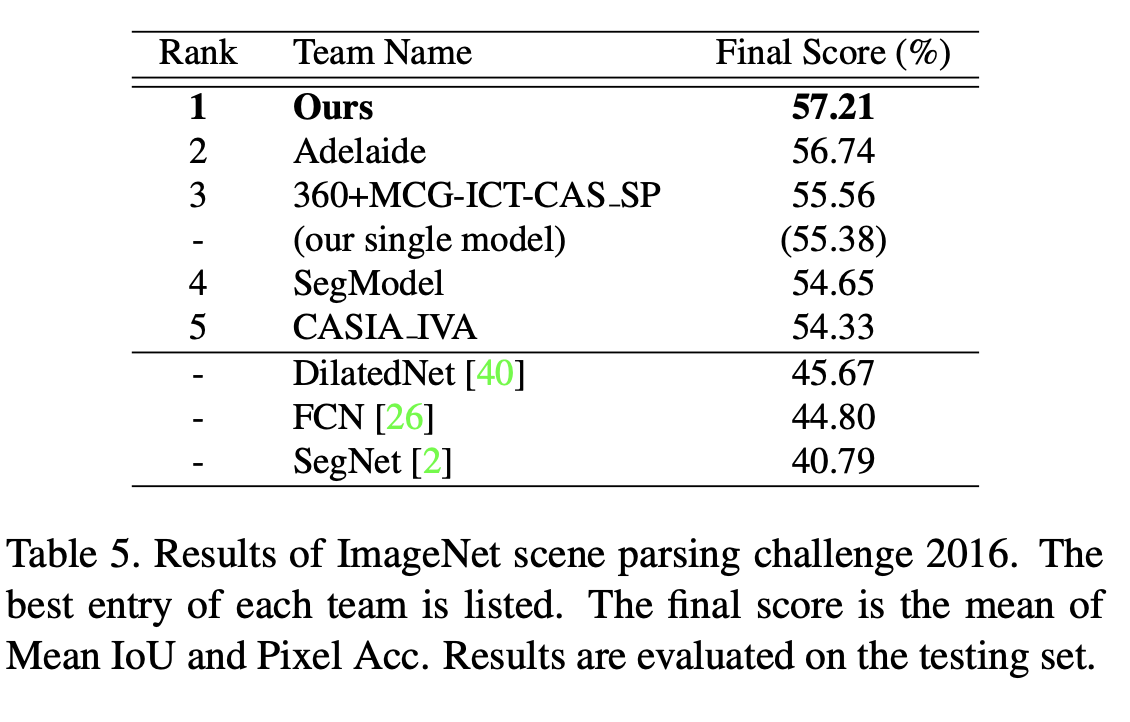 Rank Team Name Final Score (%)
1 Ours 57.21
2 Adelaide 56.74
3 360+MCG-ICT-CAS_SP 55.56
- (our single model) (55.38)
4 SegModel 54.65
5 CASIA_IVA 54.33
- DilatedNet [40] 45.67
- FCN [26] 44.80
- SegNet [2] 40.79
Table 5. Results of ImageNet scene parsing challenge 2016. The
best entry of each team is listed. The final score is the mean of
Mean IoU and Pixel Acc. Results are evaluated on the testing set.